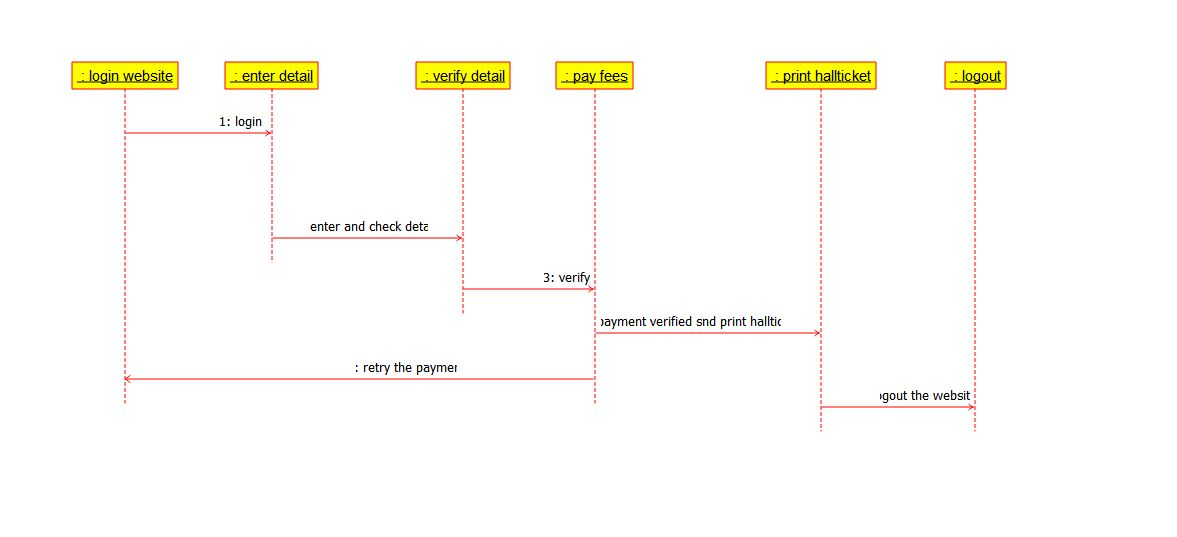 : login website
: enter detail
: verify detail
: pay fees
: print hallticket
: logout
1: login
enter and check deta
3: verify
payment verified snd print halltic
: retry the paymen
ogout the websit